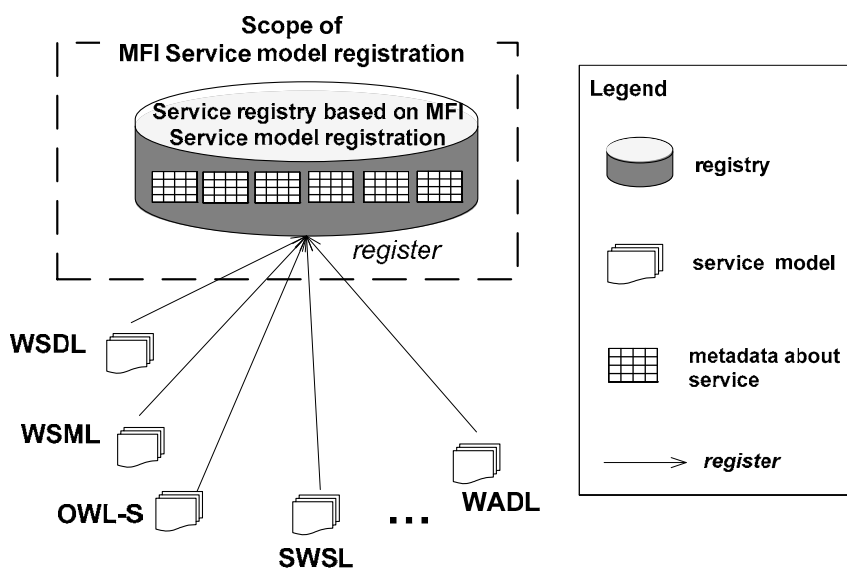 Scope of
MFI Service model registration
Service registry based on MFI
Service model registration
register
WSDL
WSML
OWL-S
SWSL
...
WADL
Legend
registry
service model
metadata about
service
register